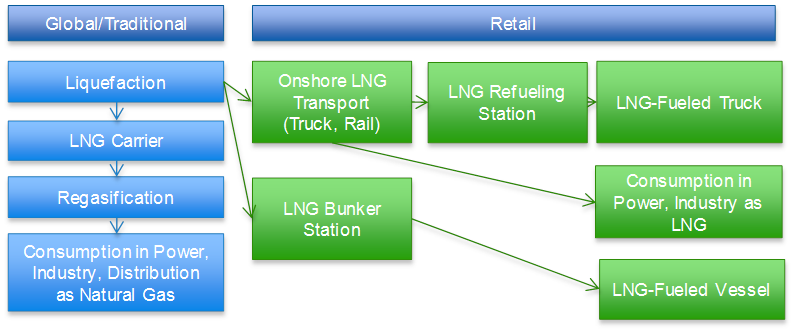 Global/Traditional
Retail
Liquefaction
LNG Carrier
Regasification
Consumption in Power,
Industry, Distribution
as Natural Gas
Onshore LNG
Transport
(Truck, Rail)
LNG Refueling
Station
LNG-Fueled Truck
Consumption in
Power, Industry as
LNG
LNG Bunker
Station
LNG-Fueled Vessel